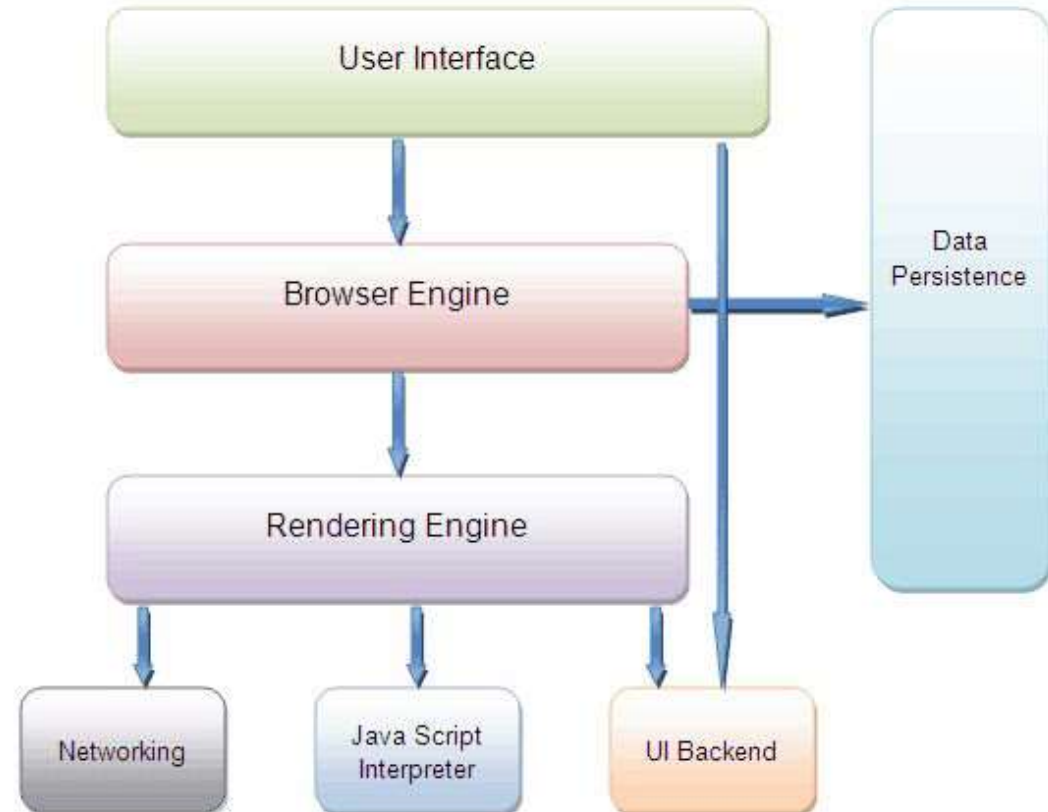 User Interface
Browser Engine
Data
Persistence
Rendering Engine
Networking
Java Script
Interpreter
UI Backend